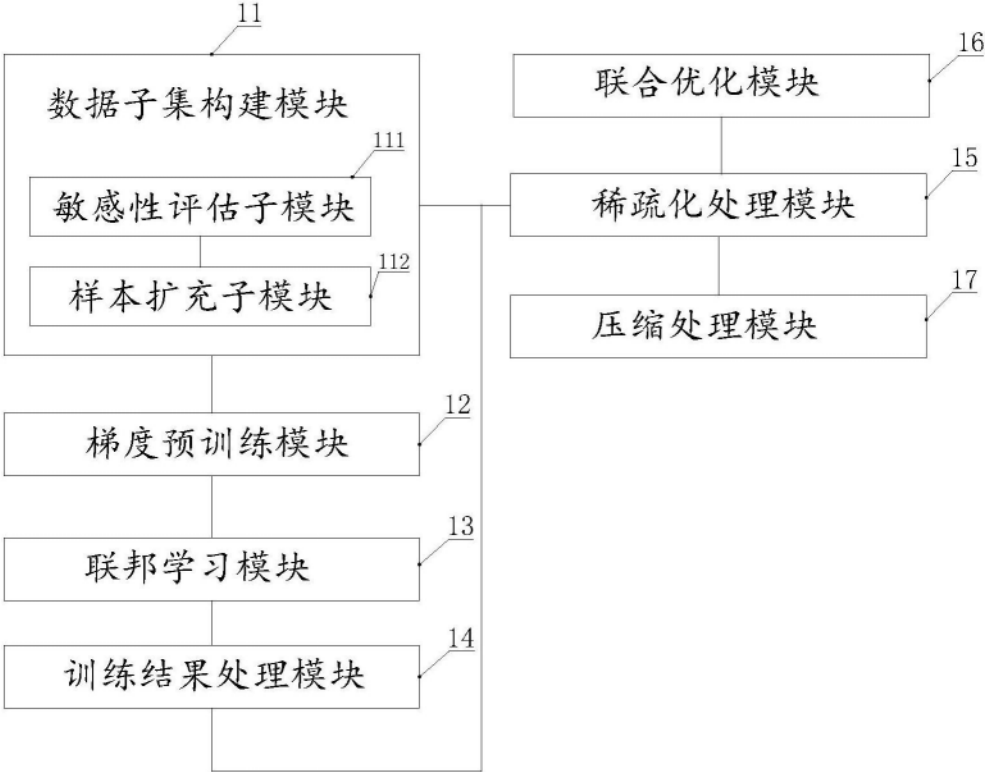 11
数据子集构建模块
111
敏感性评估子模块
112
样本扩充子模块
12
梯度预训练模块
13
联邦学习模块
14
训练结果处理模块
16
联合优化模块
15
稀疏化处理模块
17
压缩处理模块